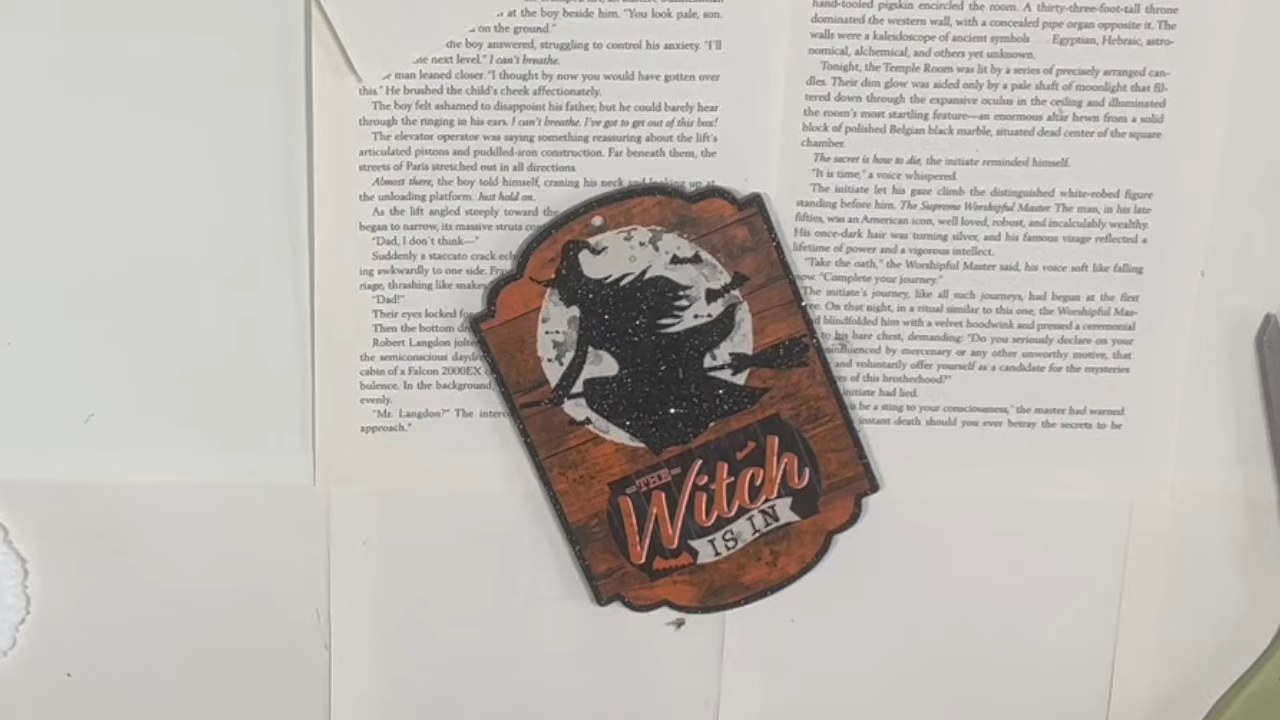 at the boy beside him. "You look pale, son.
on the ground."
the boy answered, struggling to control his anxiety. "I'll
next level." I can't breathe.
man leaned closer. "I thought by now you would have gotten over
this." He brushed the child's cheek affectionately.
The boy felt ashamed to disappoint his father, but he could barely hear
through the ringing in his ears. I can't breathe. I've got to get out of this box!
The elevator operator was saying something reassuring about the lift's
articulated pistons and puddled-iron construction. Far beneath them, the
streets of Paris stretched out in all directions.
Almost there, the boy told himself, craning his neck and looking up at
the unloading platform. Just hold on.
As the lift angled steeply toward the
began to narrow, its massive struts
"Dad, I don't think—"
Suddenly a staccato crack
ing awkwardly to one side.
riage, thrashing like snakes
"Dad!"
Their eyes locked for
Then the bottom
Robert Langdon
the semiconscious
cabin of a Falcon 2000EX
bulence. In the background,
evenly.
"Mr. Langdon?" The
approach."
hand-tooled pigskin encircled the room. A thirty-three-foot-tall throne
dominated the western wall, with a concealed pipe organ opposite it. The
walls were a kaleidoscope of ancient symbols . . . Egyptian, Hebraic, astro-
nomical, alchemical, and others yet unknown.
Tonight, the Temple Room was lit by a series of precisely arranged can-
dles. Their dim glow was aided only by a pale shaft of moonlight that fil-
tered down through the expansive oculus in the ceiling and illuminated
the room's most startling feature—an enormous altar hewn from a solid
block of polished Belgian black marble, situated dead center of the square
chamber.
The secret is how to die, the initiate reminded himself.
"It is time," a voice whispered.
The initiate let his gaze climb the distinguished white-robed figure
standing before him. The Supreme Worshipful Master. The man, in his late
fifties, was an American icon, well loved, robust, and incalculably wealthy.
His once-dark hair was turning silver, and his famous visage reflected a
lifetime of power and a vigorous intellect.
"Take the oath," the Worshipful Master said, his voice soft like falling
"Complete your journey."
The initiate's journey, like all such journeys, had begun at the first
On that night, in a ritual similar to this one, the Worshipful Mas-
blindfolded him with a velvet hoodwink and pressed a ceremonial
to his bare chest, demanding: "Do you seriously declare on your
uninfluenced by mercenary or any other unworthy motive, that
and voluntarily offer yourself as a candidate for the mysteries
of this brotherhood?"
initiate had lied.
be a sting to your consciousness," the master had warned
instant death should you ever betray the secrets to be
THE
Witch
IS IN